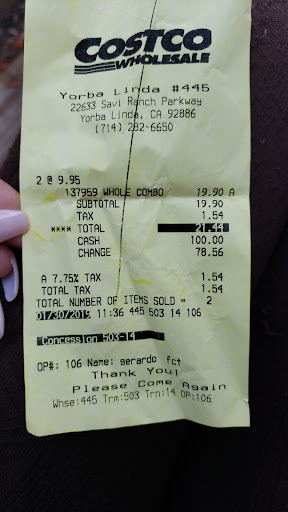 COSTCO
WHOLESALE
Yorba Linda #445
22633 Savi Ranch Parkway
Yorba Linda, CA 92886
(714) 282-6650
2 @ 9.95
137959 WHOLE COMBO 19.90 A
SUBTOTAL 19.90
TAX 1.54
**** TOTAL 21.44
CASH 100.00
CHANGE 78.56
A 7.75% TAX 1.54
TOTAL TAX 1.54
TOTAL NUMBER OF ITEMS SOLD = 2
01/30/2019 11:36 445 503 14 106
*Concession 503-14
OP#: 106 Name: gerardo fct
Thank You!
Please Come Again
Whse:445 Trm:503 Trn:14 OP:106